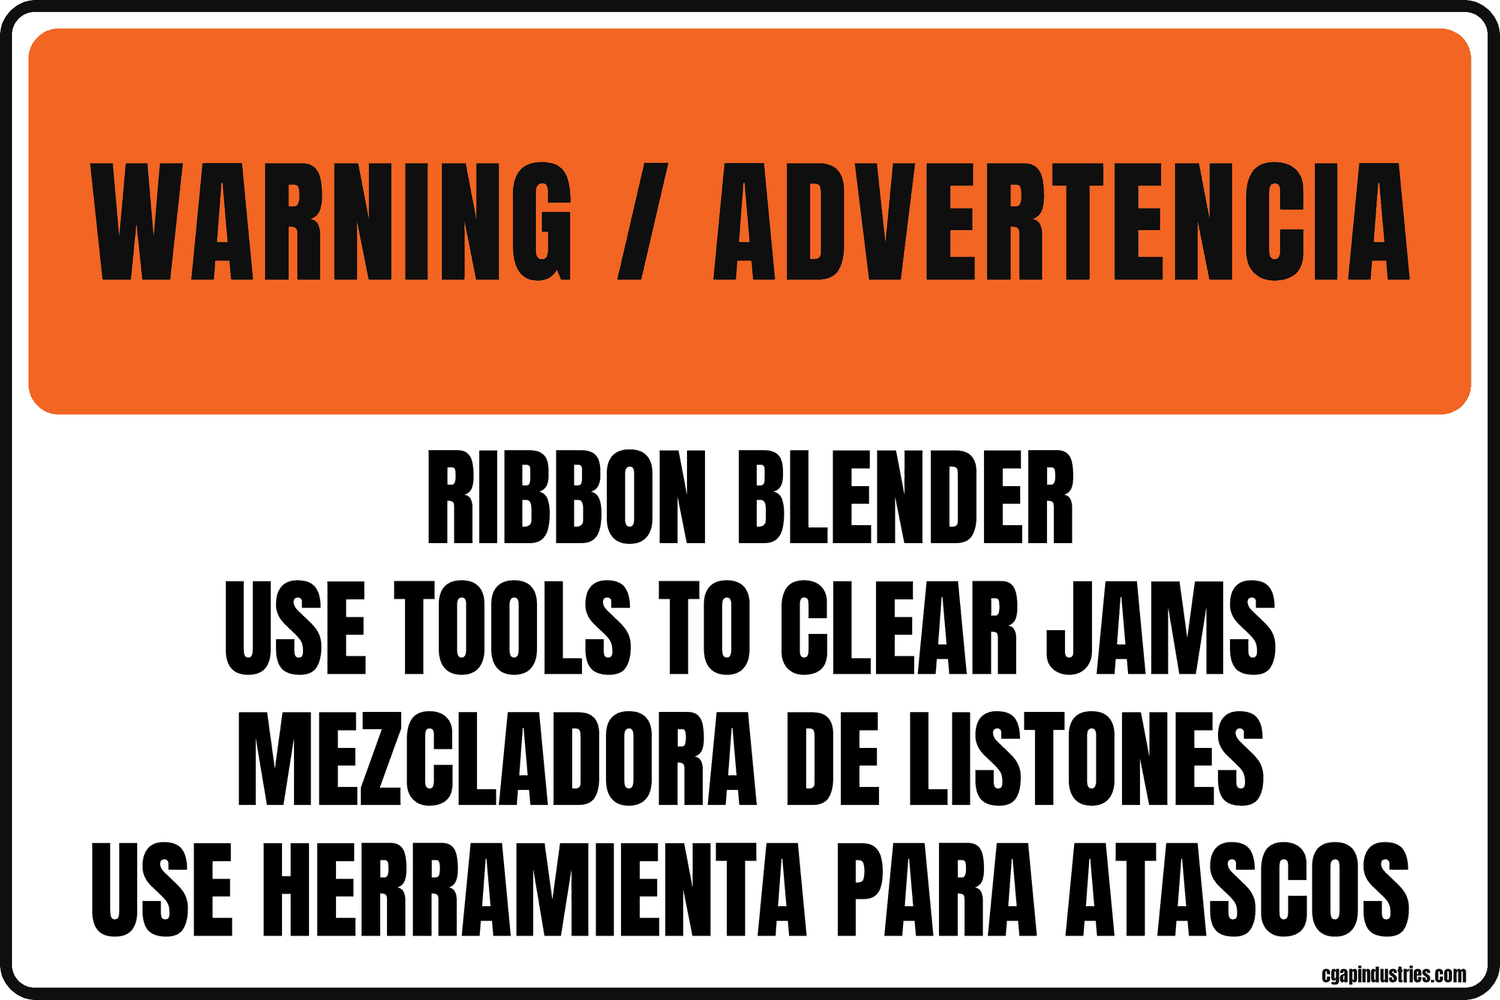 WARNING / ADVERTENCIA
RIBBON BLENDER
USE TOOLS TO CLEAR JAMS
MEZCLADORA DE LISTONES
USE HERRAMIENTA PARA ATASCOS
cgapindustries.com